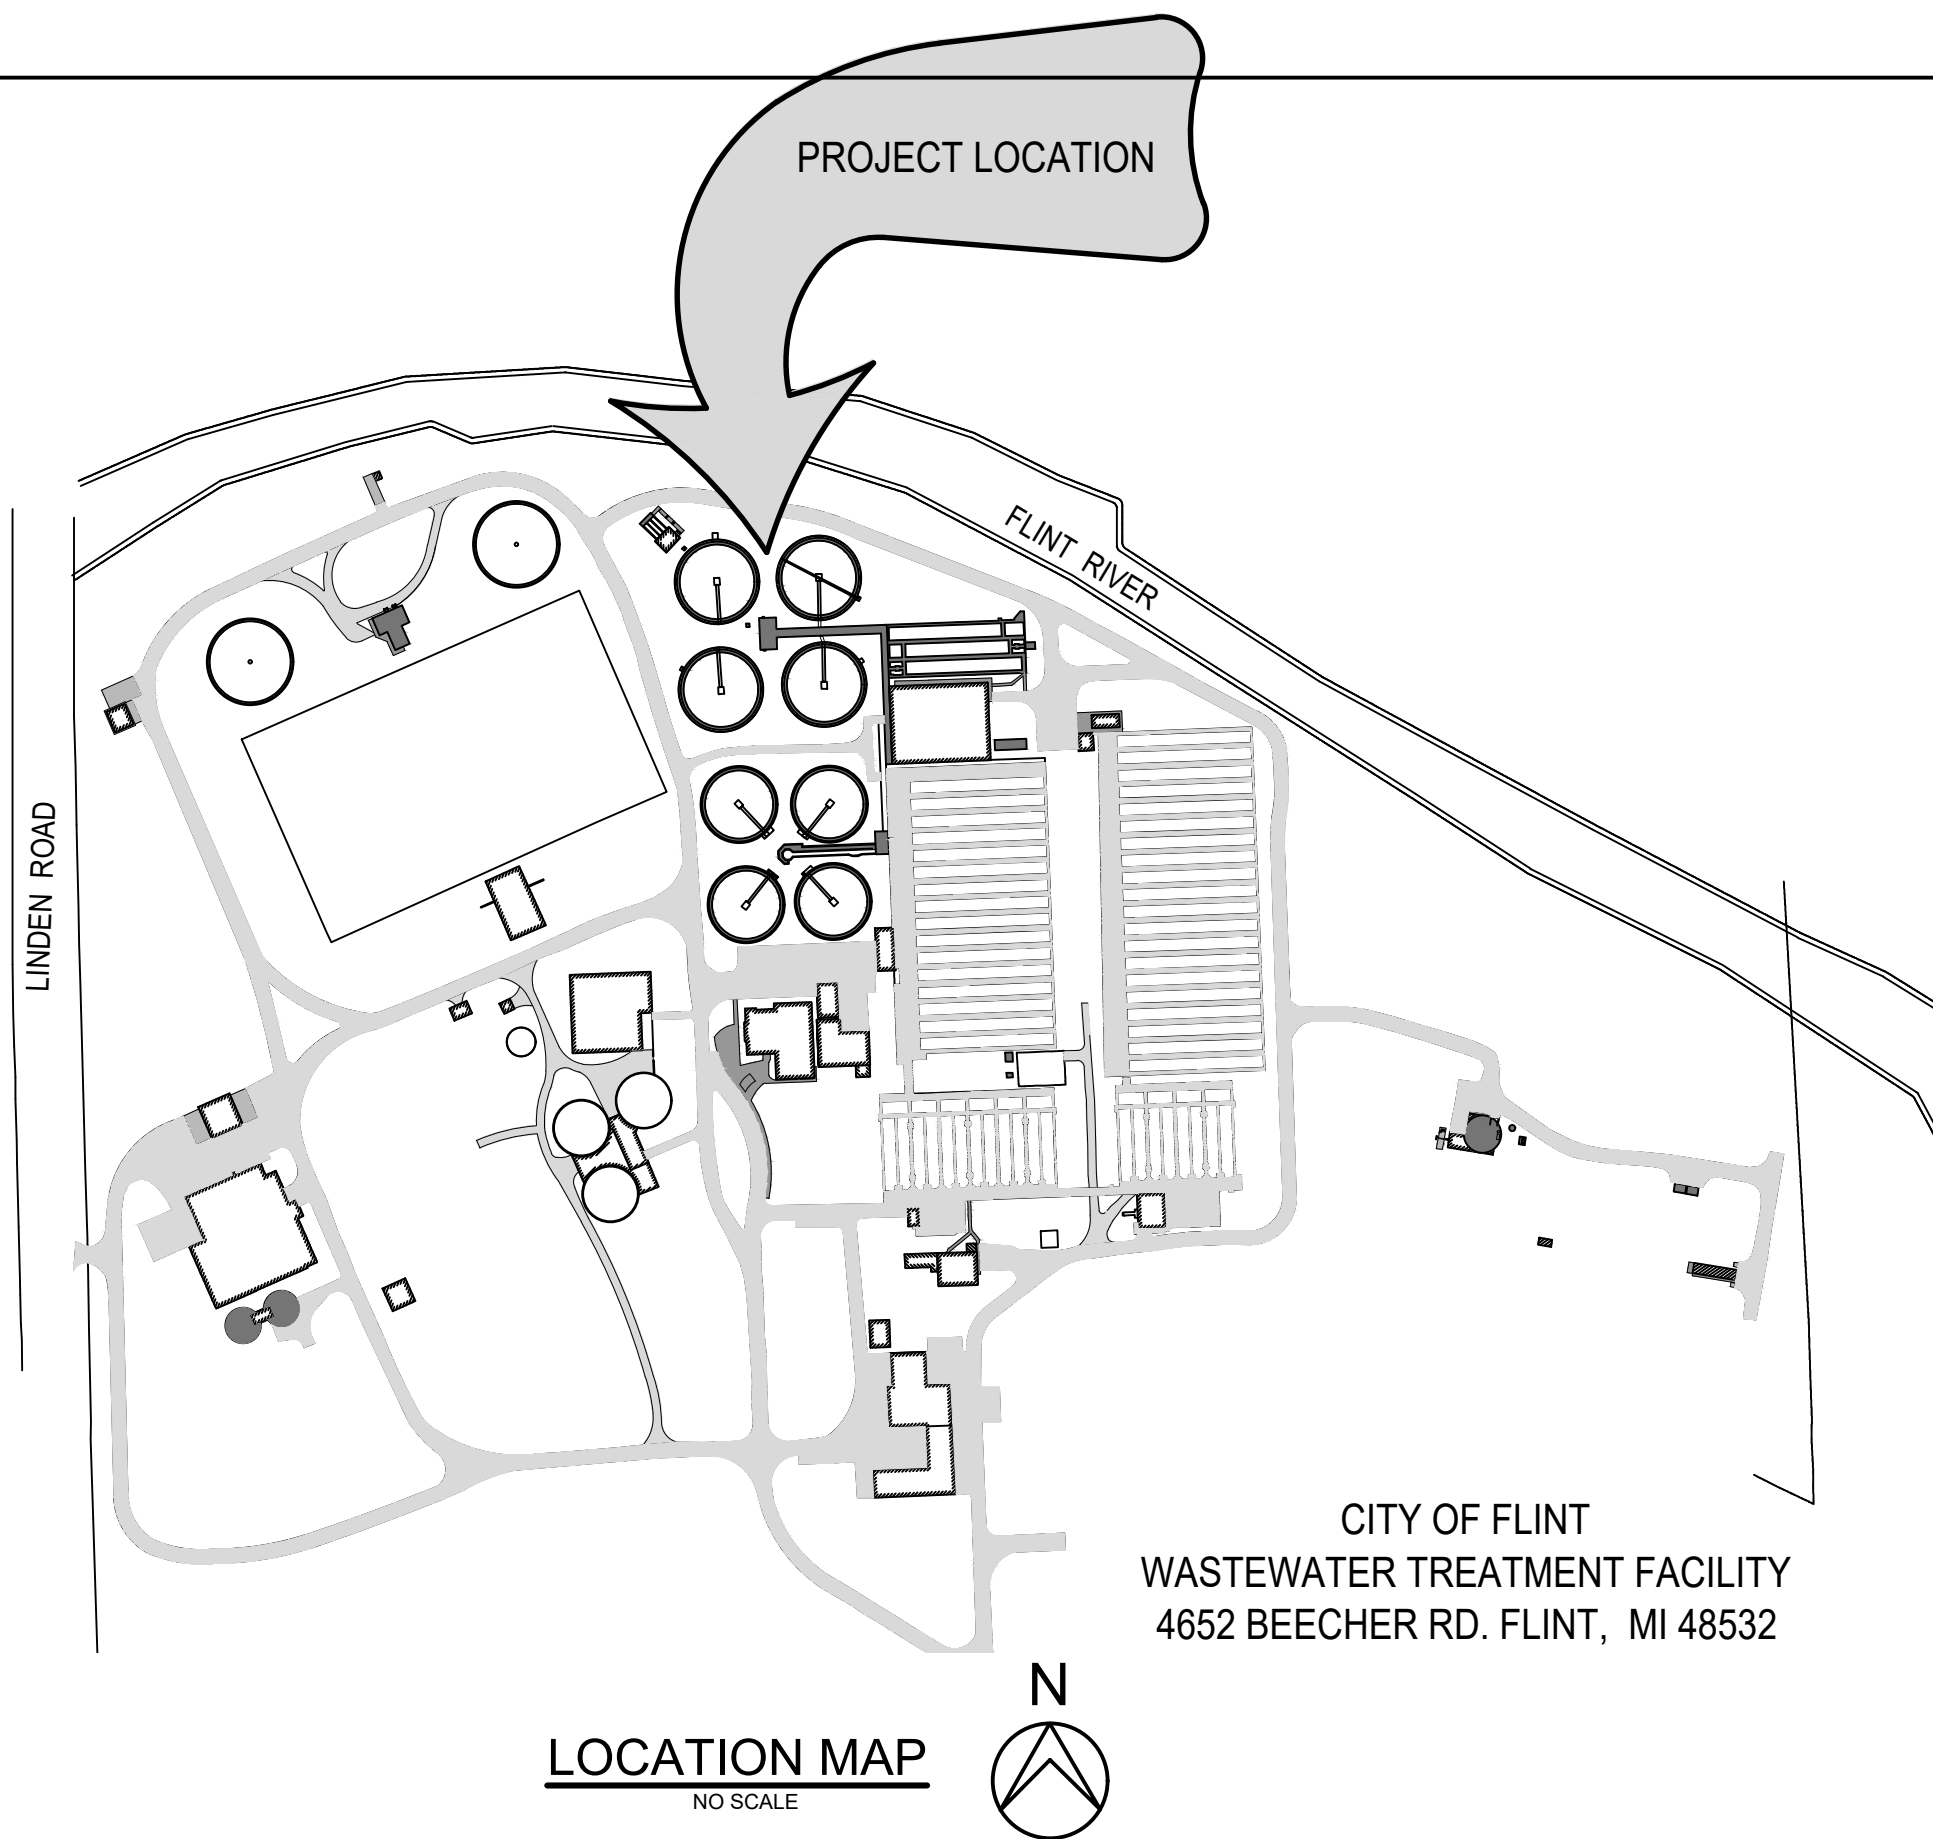 PROJECT LOCATION
FLINT RIVER
LINDEN ROAD
CITY OF FLINT
WASTEWATER TREATMENT FACILITY
4652 BEECHER RD. FLINT, MI 48532
N
LOCATION MAP
NO SCALE